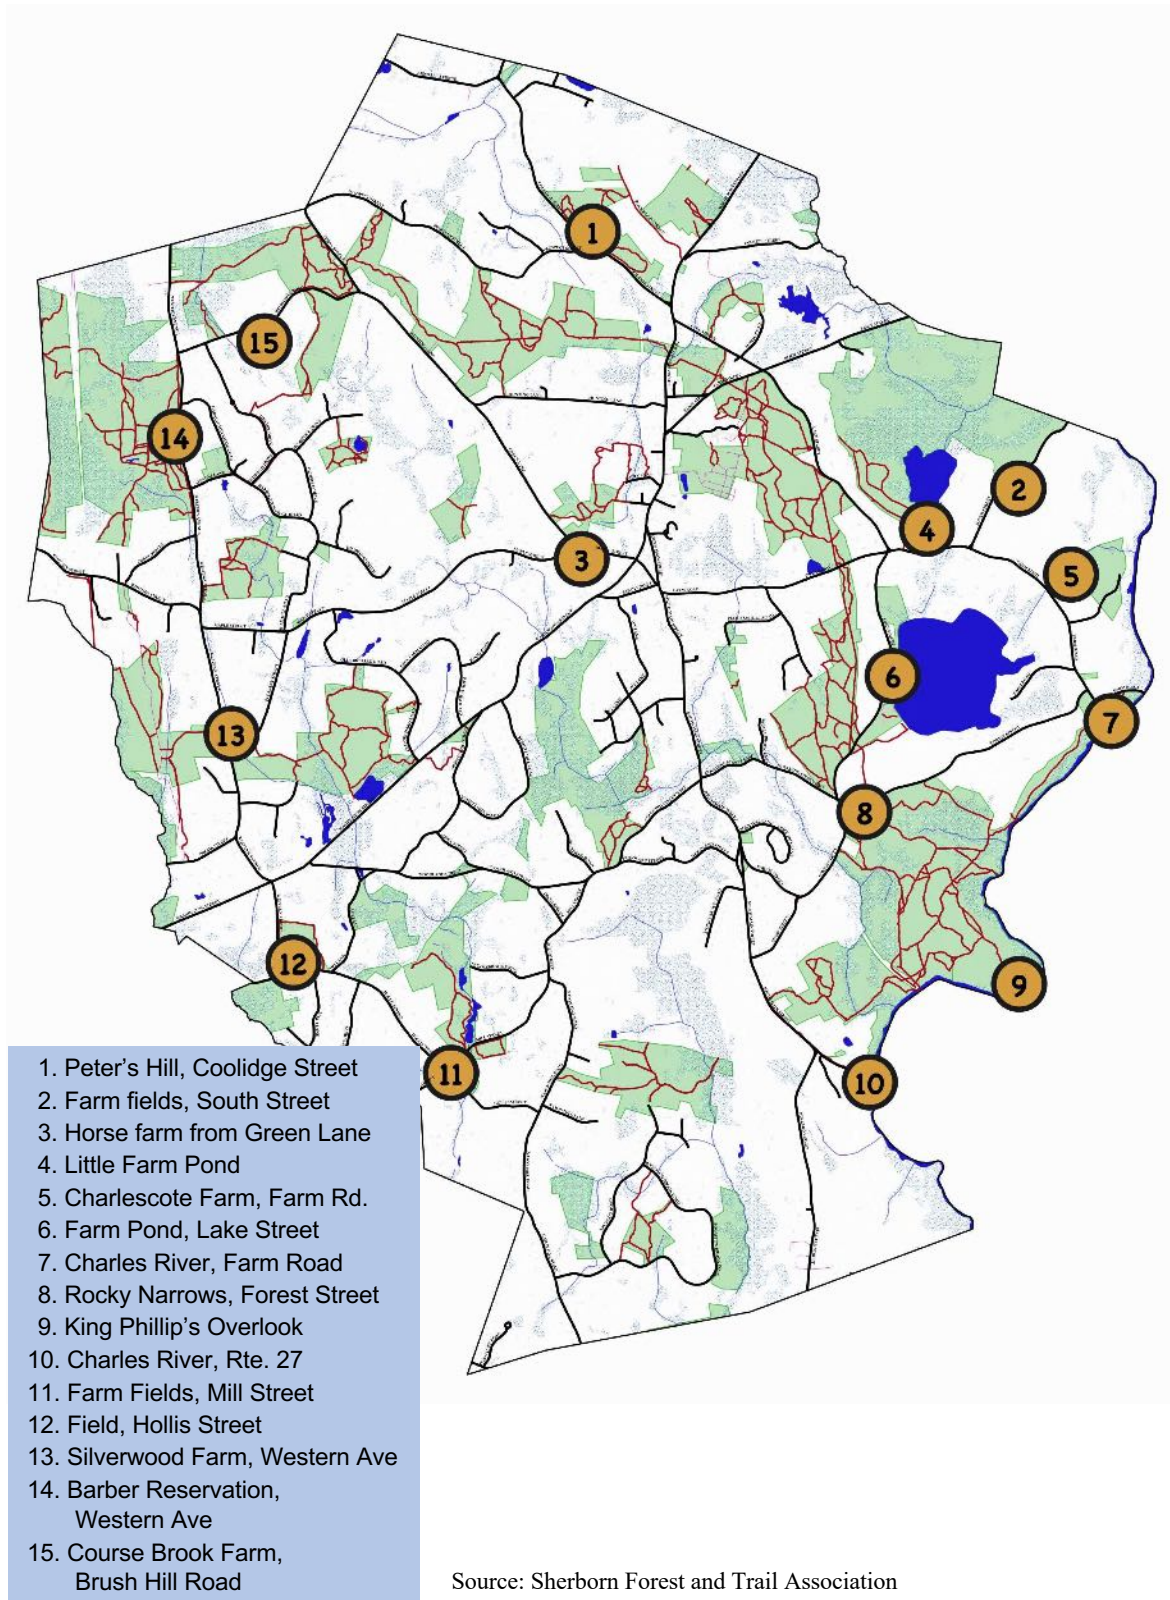 1
15
14
2
4
3
5
6
7
13
8
12
9
11
10
1. Peter's Hill, Coolidge Street
2. Farm fields, South Street
3. Horse farm from Green Lane
4. Little Farm Pond
5. Charlescote Farm, Farm Rd.
6. Farm Pond, Lake Street
7. Charles River, Farm Road
8. Rocky Narrows, Forest Street
9. King Phillip's Overlook
10. Charles River, Rte. 27
11. Farm Fields, Mill Street
12. Field, Hollis Street
13. Silverwood Farm, Western Ave
14. Barber Reservation,
Western Ave
15. Course Brook Farm,
Brush Hill Road
Source: Sherborn Forest and Trail Association